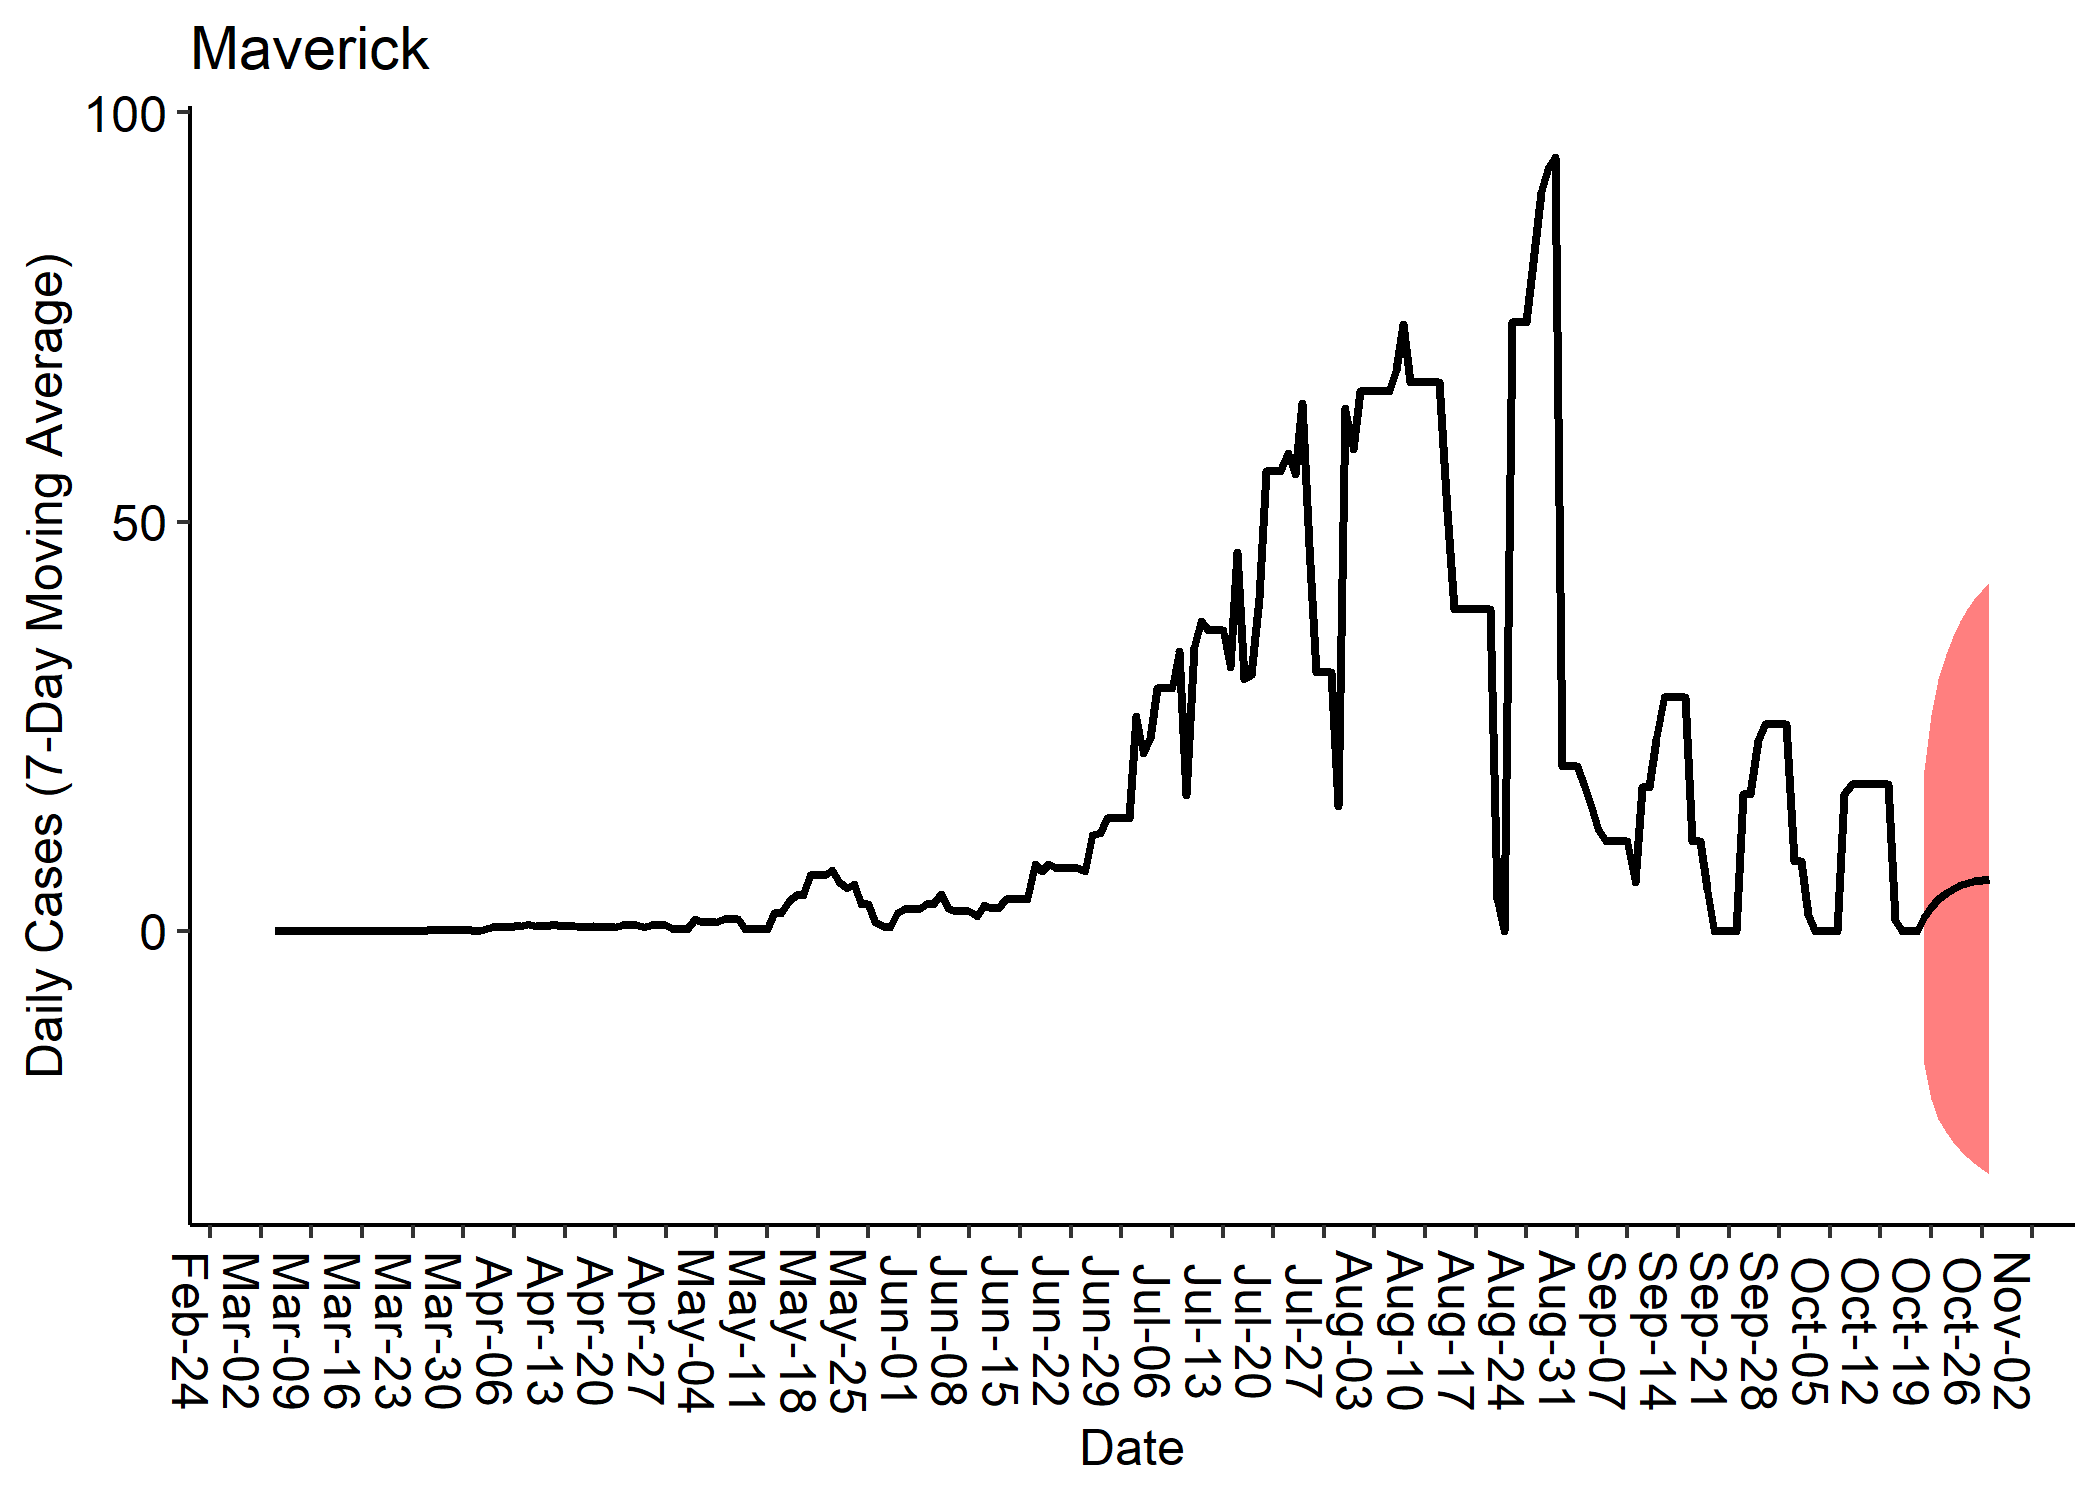 Maverick
Daily Cases (7-Day Moving Average)
100
50
0
Feb-24
Mar-02
Mar-09
Mar-16
Mar-23
Mar-30
Apr-06
Apr-13
Apr-20
Apr-27
May-04
May-11
May-18
May-25
Jun-01
Jun-08
Jun-15
Jun-22
Jun-29
Jul-06
Jul-13
Jul-20
Jul-27
Aug-03
Aug-10
Aug-17
Aug-24
Aug-31
Sep-07
Sep-14
Sep-21
Sep-28
Oct-05
Oct-12
Oct-19
Oct-26
Nov-02
Date